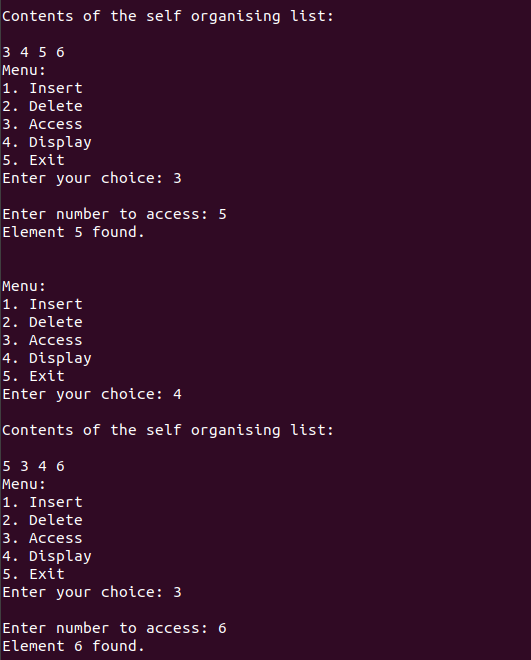 Contents of the self organising list:
3 4 5 6
Menu:
1. Insert
2. Delete
3. Access
4. Display
5. Exit
Enter your choice: 3
Enter number to access: 5
Element 5 found.
Menu:
1. Insert
2. Delete
3. Access
4. Display
5. Exit
Enter your choice: 4
Contents of the self organising list:
5 3 4 6
Menu:
1. Insert
2. Delete
3. Access
4. Display
5. Exit
Enter your choice: 3
Enter number to access: 6
Element 6 found.